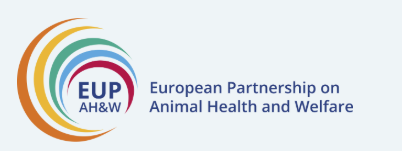 EUP
AH&W
European Partnership on
Animal Health and Welfare